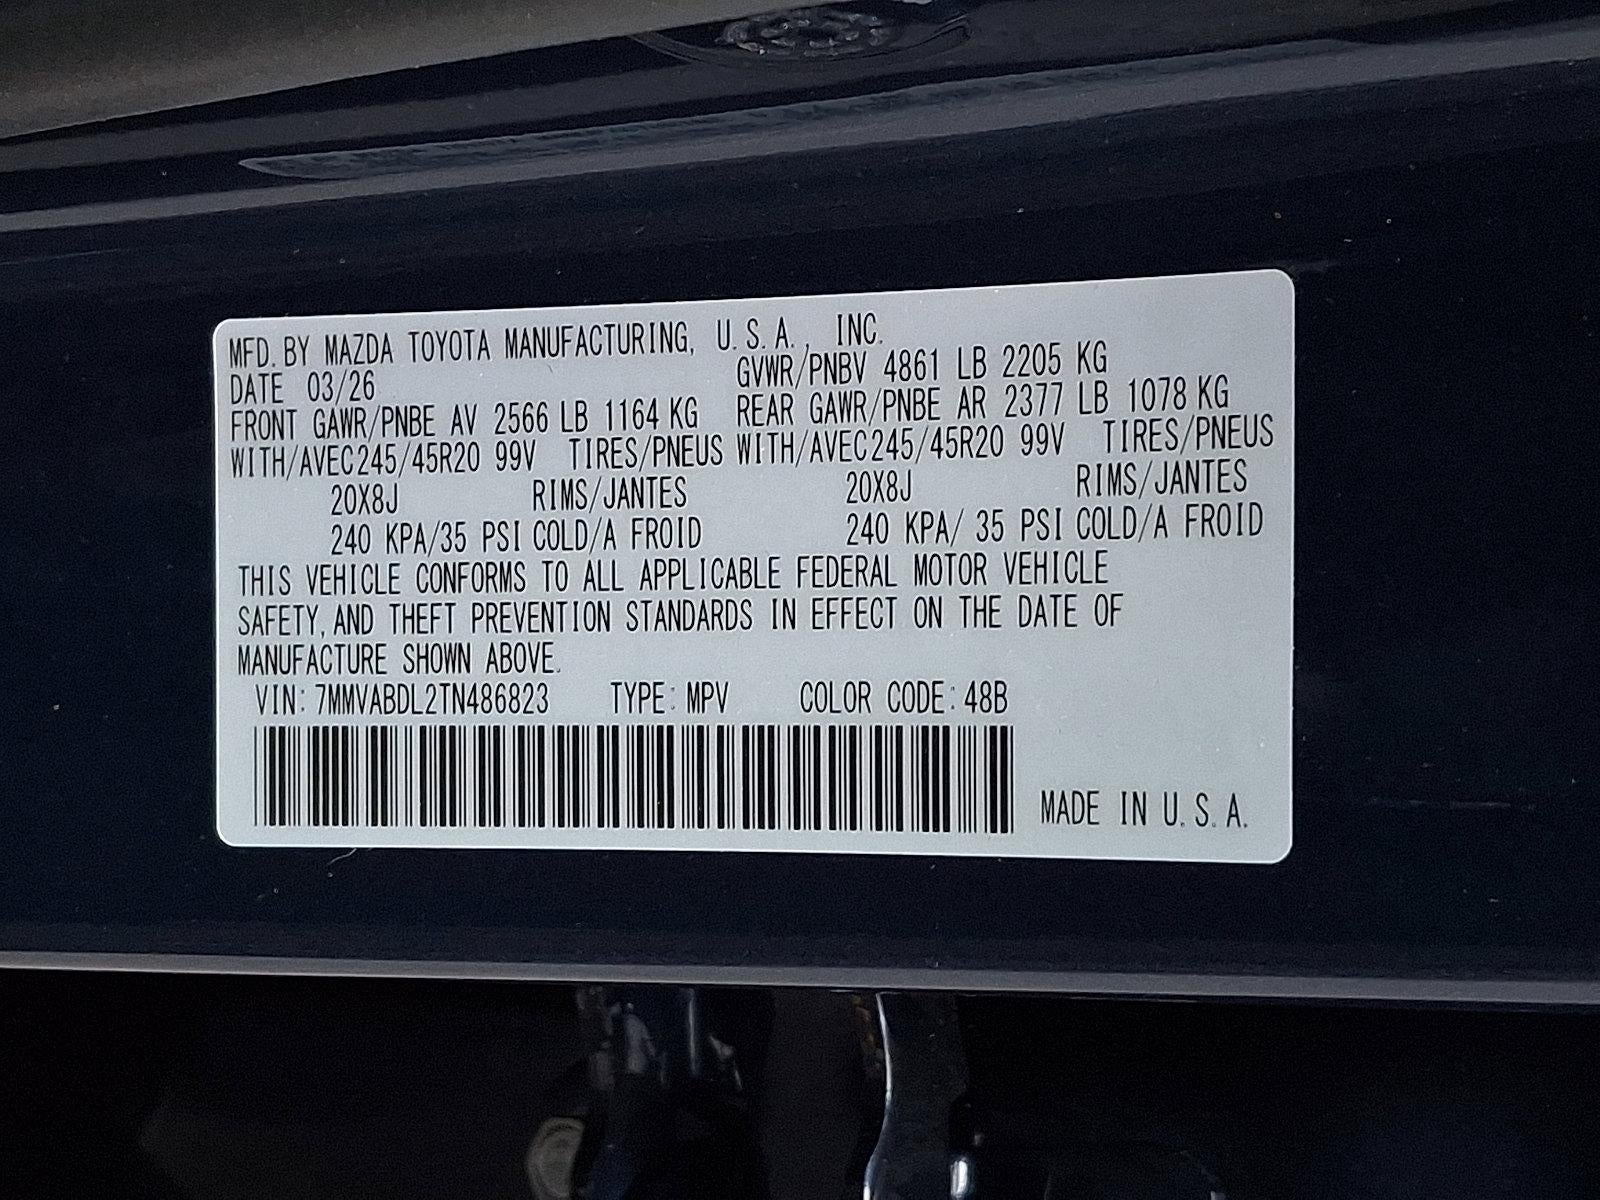 MFD. BY MAZDA TOYOTA MANUFACTURING, U.S.A., INC.
DATE 03/26 GVWR/PNBV 4861 LB 2205 KG
FRONT GAWR/PNBE AV 2566 LB 1164 KG REAR GAWR/PNBE AR 2377 LB 1078 KG
WITH/AVEC245/45R20 99V TIRES/PNEUS WITH/AVEC245/45R20 99V TIRES/PNEUS
20X8J RIMS/JANTES 20X8J RIMS/JANTES
240 KPA/35 PSI COLD/A FROID 240 KPA/ 35 PSI COLD/A FROID
THIS VEHICLE CONFORMS TO ALL APPLICABLE FEDERAL MOTOR VEHICLE
SAFETY, AND THEFT PREVENTION STANDARDS IN EFFECT ON THE DATE OF
MANUFACTURE SHOWN ABOVE.
VIN: 7MMVABDL2TN486823 TYPE: MPV COLOR CODE: 48B
MADE IN U.S.A.